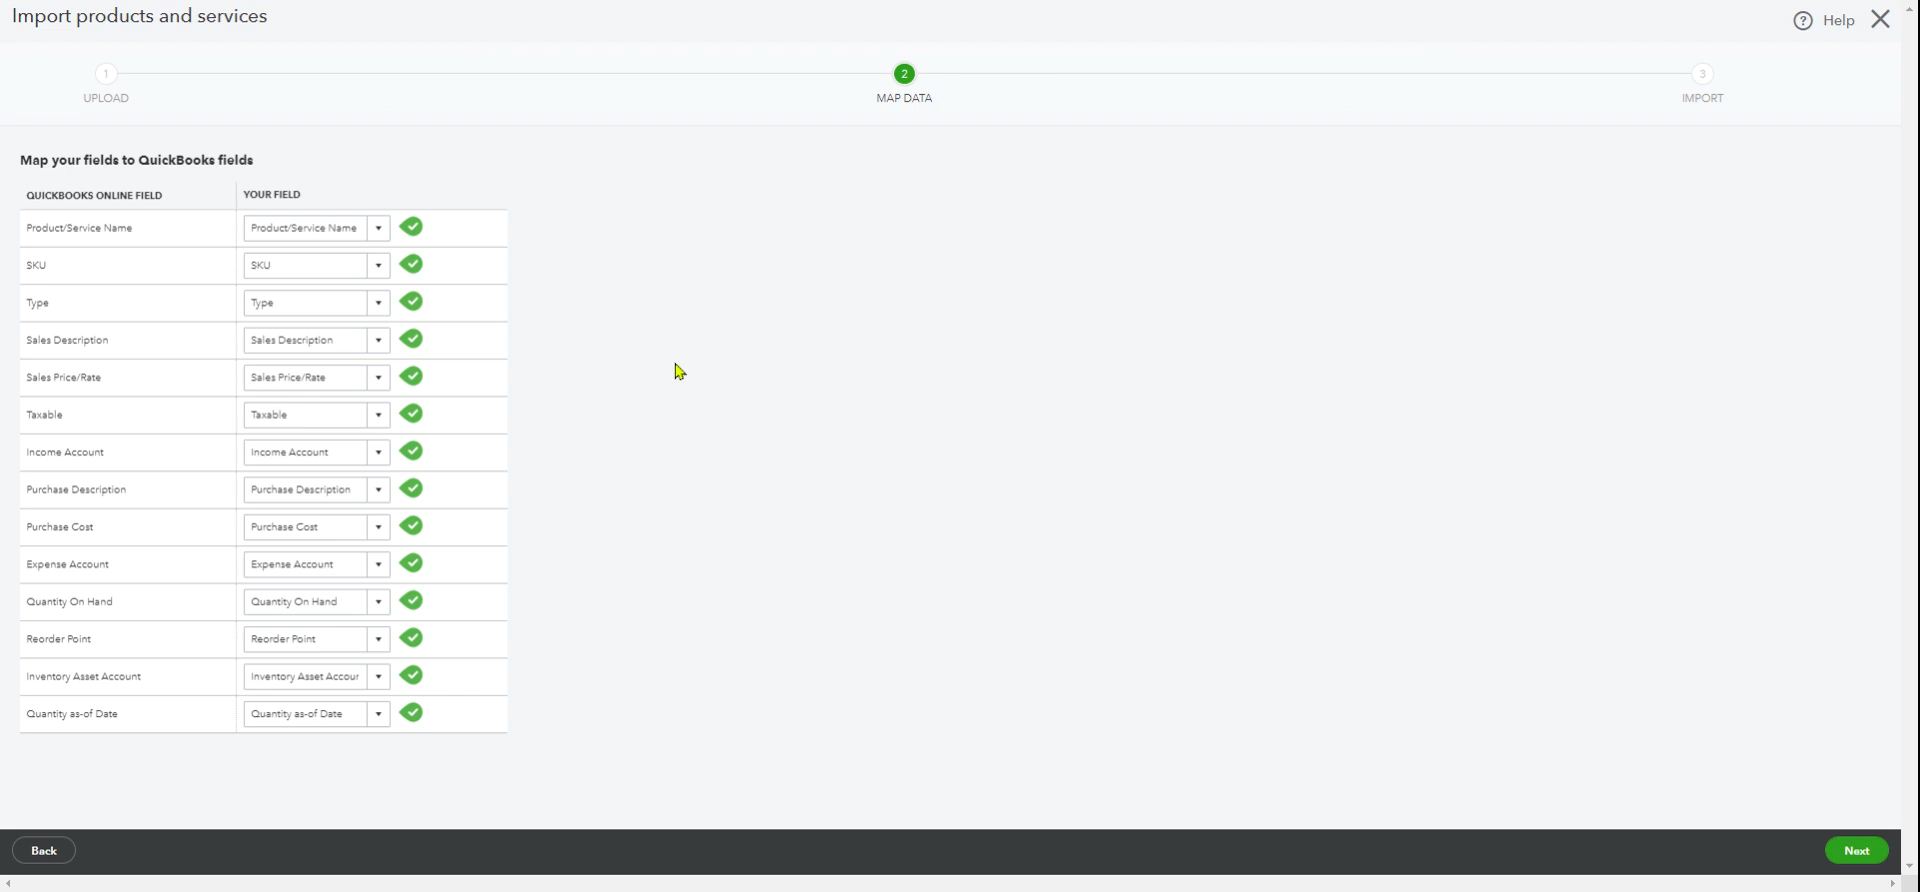 Import products and services
? Help
1 2 3
UPLOAD MAP DATA IMPORT
Map your fields to QuickBooks fields
QUICKBOOKS ONLINE FIELD YOUR FIELD
Product/Service Name Product/Service Name
SKU SKU
Type Type
Sales Description Sales Description
Sales Price/Rate Sales Price/Rate
Taxable Taxable
Income Account Income Account
Purchase Description Purchase Description
Purchase Cost Purchase Cost
Expense Account Expense Account
Quantity On Hand Quantity On Hand
Reorder Point Reorder Point
Inventory Asset Account Inventory Asset Accour
Quantity as-of Date Quantity as-of Date
Back Next